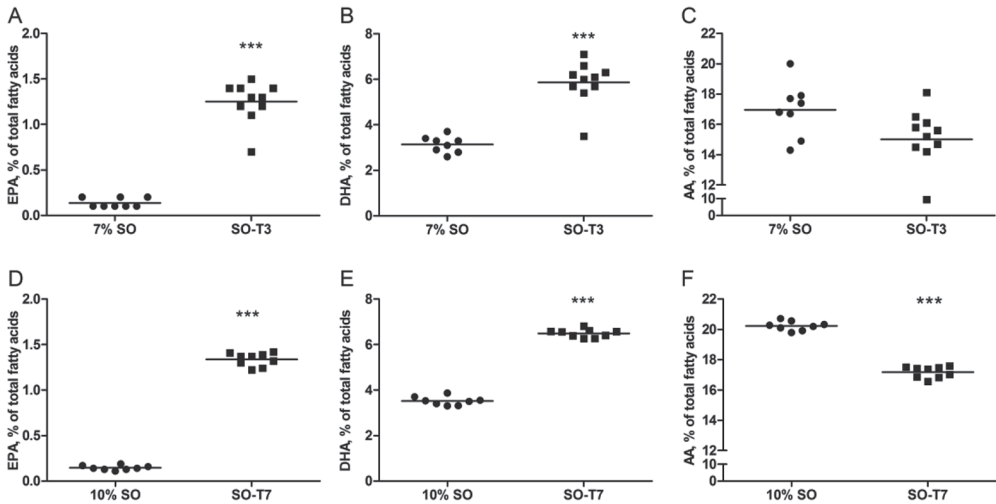 A
EPA, % of total fatty acids
2.0
1.5
1.0
0.5
0.0
***
7% SO
SO-T3
B
DHA, % of total fatty acids
8
6
4
2
0
***
7% SO
SO-T3
C
AA, % of total fatty acids
22
20
18
16
14
12
10
0
7% SO
SO-T3
D
EPA, % of total fatty acids
2.0
1.5
1.0
0.5
0.0
***
10% SO
SO-T7
E
DHA, % of total fatty acids
8
6
4
2
0
***
10% SO
SO-T7
F
AA, % of total fatty acids
22
20
18
16
14
12
10
0
***
10% SO
SO-T7